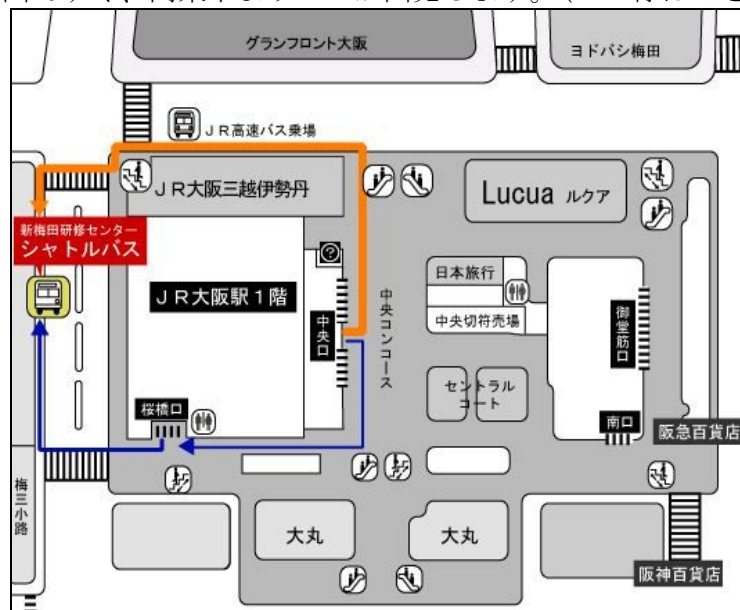 グランフロント大阪
ヨドバシ梅田
JR高速バス乗場
JR大阪三越伊勢丹
Lucua ルクア
新梅田研修センター
シャトルバス
?
日本旅行
JR大阪駅1階
中央口
中央コンコース
中央切符売場
御堂筋口
セントラル
コート
桜橋口
南口
阪急百貨店
梅三小路
大丸
大丸
阪神百貨店